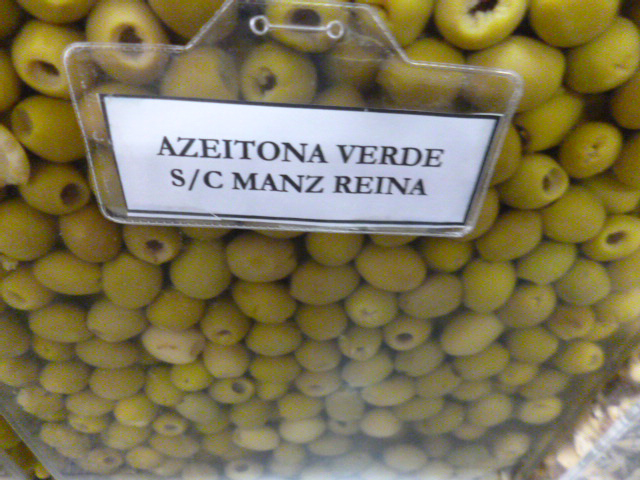 AZEITONA VERDE
S/C MANZ REINA